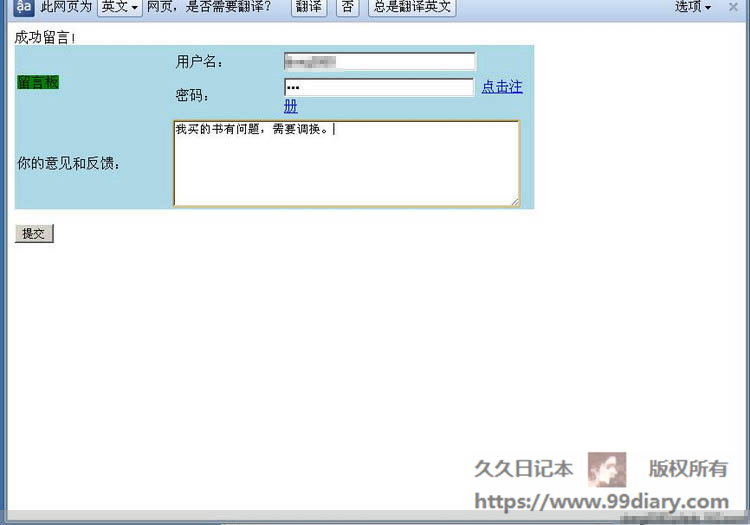 此网页为 英文 网页，是否需要翻译？ 翻译 否 总是翻译英文 选项
成功留言！
用户名：
留言板
密码： 点击注
册
我买的书有问题，需要调换。
你的意见和反馈：
提交
久久日记本 版权所有
https://www.99diary.com